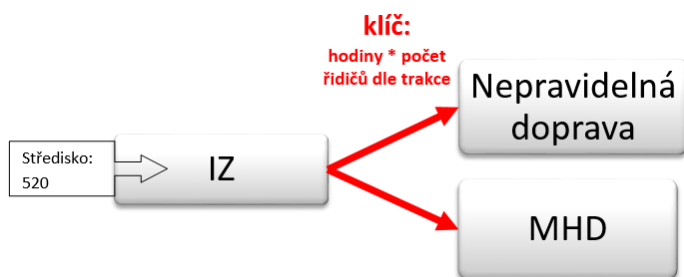 klíč:
hodiny * počet
řidičů dle trakce
Nepravidelná
doprava
Středisko:
520
IZ
MHD